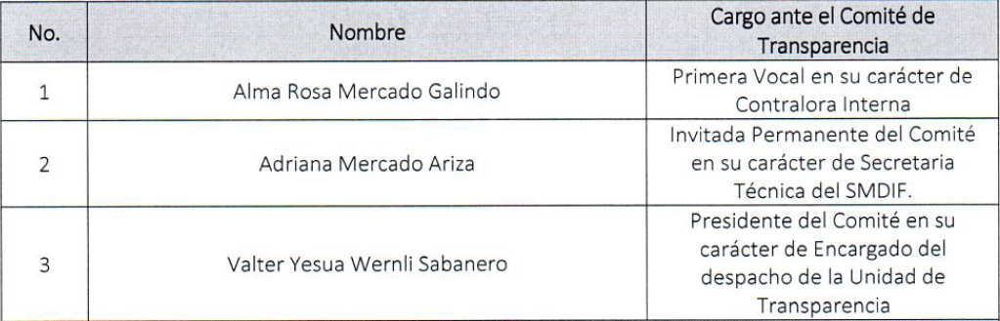 No.
Nombre
Cargo ante el Comité de
Transparencia
1
Alma Rosa Mercado Galindo
Primera Vocal en su carácter de
Contralora Interna
2
Adriana Mercado Ariza
Invitada Permanente del Comité
en su carácter de Secretaria
Técnica del SMDIF.
3
Valter Yesua Wernli Sabanero
Presidente del Comité en su
carácter de Encargado del
despacho de la Unidad de
Transparencia